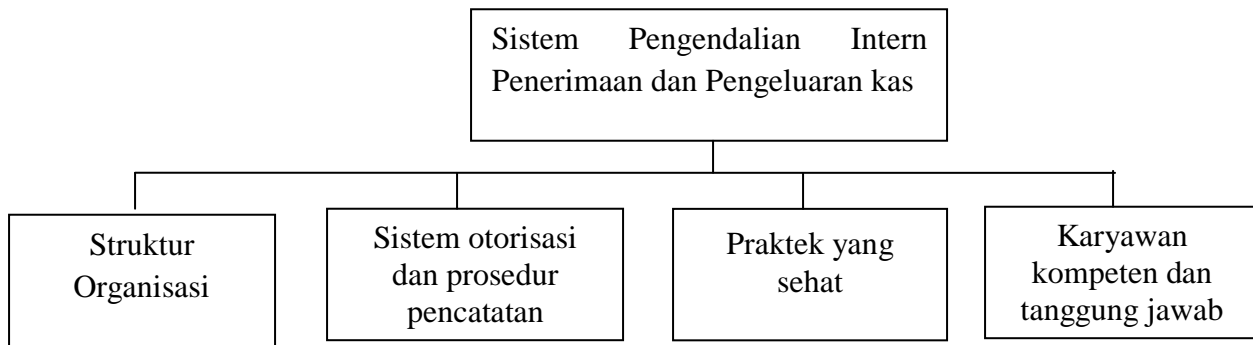 Sistem Pengendalian Intern
Penerimaan dan Pengeluaran kas
Struktur
Organisasi
Sistem otorisasi
dan prosedur
pencatatan
Praktek yang
sehat
Karyawan
kompeten dan
tanggung jawab